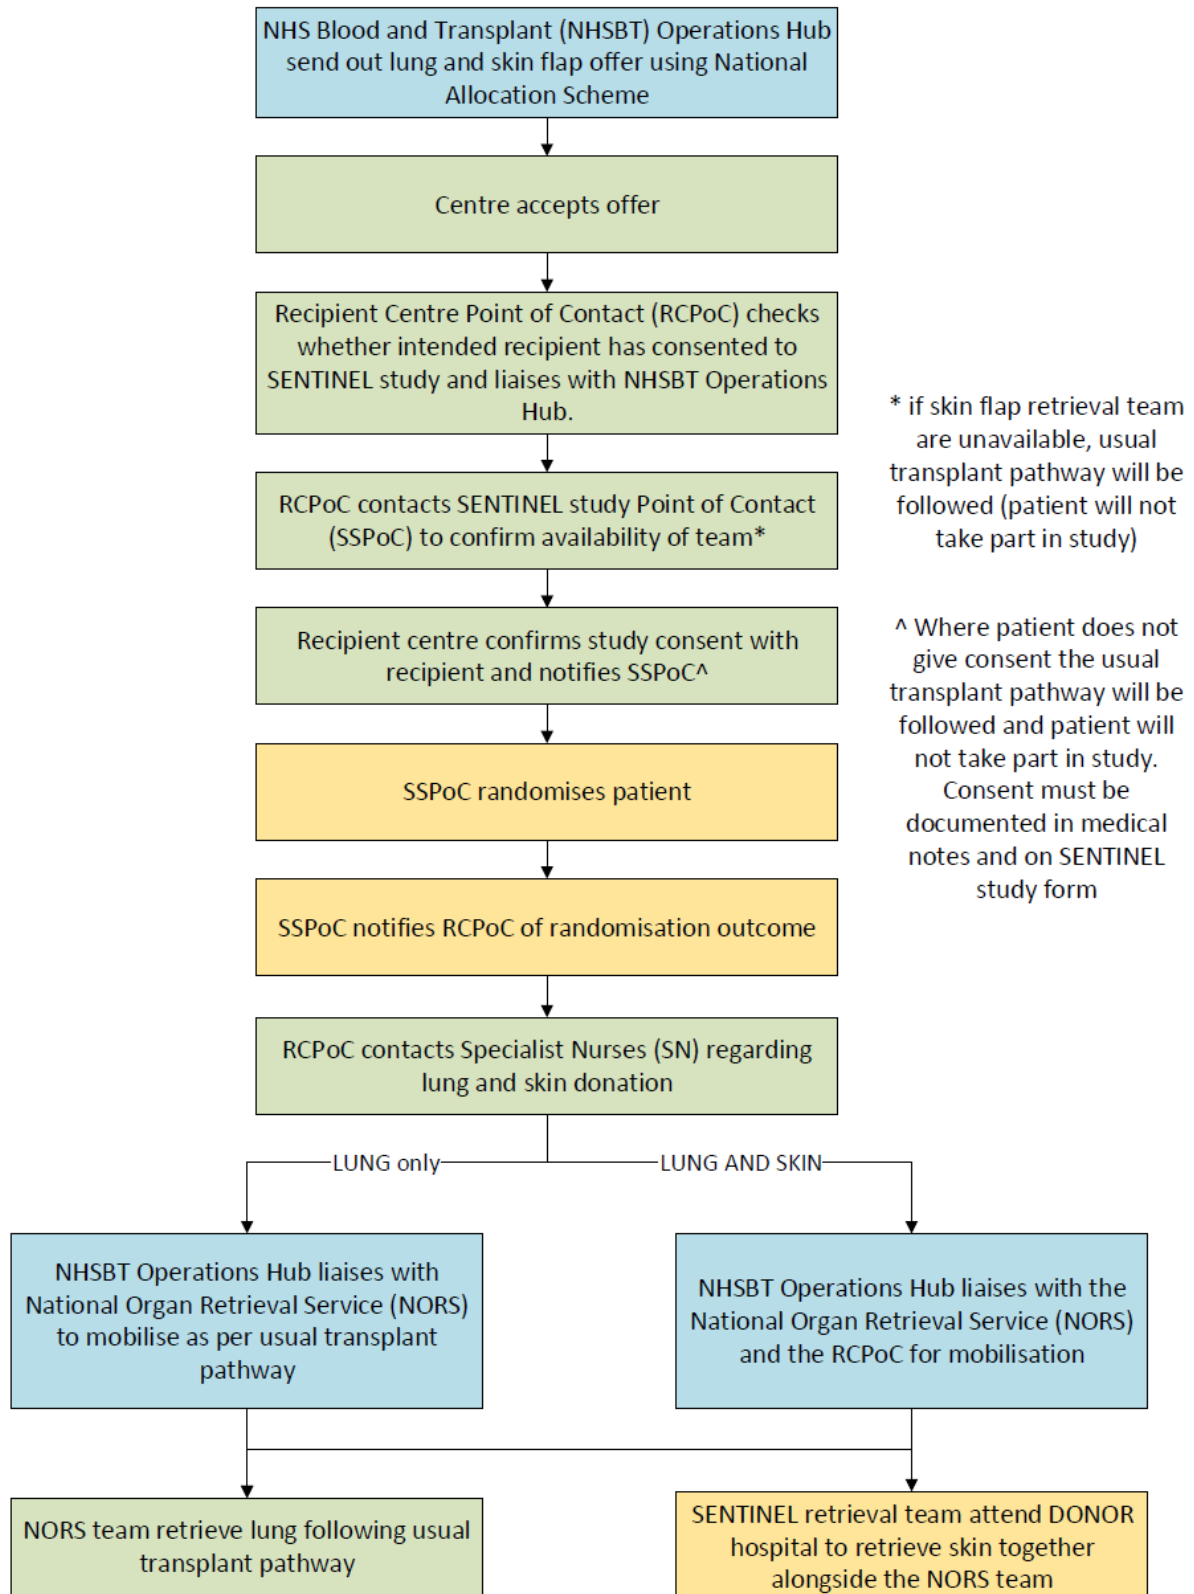 NHS Blood and Transplant (NHSBT) Operations Hub
send out lung and skin flap offer using National
Allocation Scheme
Centre accepts offer
Recipient Centre Point of Contact (RCPoC) checks
whether intended recipient has consented to
SENTINEL study and liaises with NHSBT Operations
Hub.
* if skin flap retrieval team
are unavailable, usual
transplant pathway will be
followed (patient will not
take part in study)
RCPoC contacts SENTINEL study Point of Contact
(SSPoC) to confirm availability of team*
Recipient centre confirms study consent with
recipient and notifies SSPoC^
^ Where patient does not
give consent the usual
transplant pathway will be
followed and patient will
not take part in study.
Consent must be
documented in medical
notes and on SENTINEL
study form
SSPoC randomises patient
SSPoC notifies RCPoC of randomisation outcome
RCPoC contacts Specialist Nurses (SN) regarding
lung and skin donation
LUNG only
LUNG AND SKIN
NHSBT Operations Hub liaises with
National Organ Retrieval Service (NORS)
to mobilise as per usual transplant
pathway
NHSBT Operations Hub liaises with the
National Organ Retrieval Service (NORS)
and the RCPoC for mobilisation
NORS team retrieve lung following usual
transplant pathway
SENTINEL retrieval team attend DONOR
hospital to retrieve skin together
alongside the NORS team